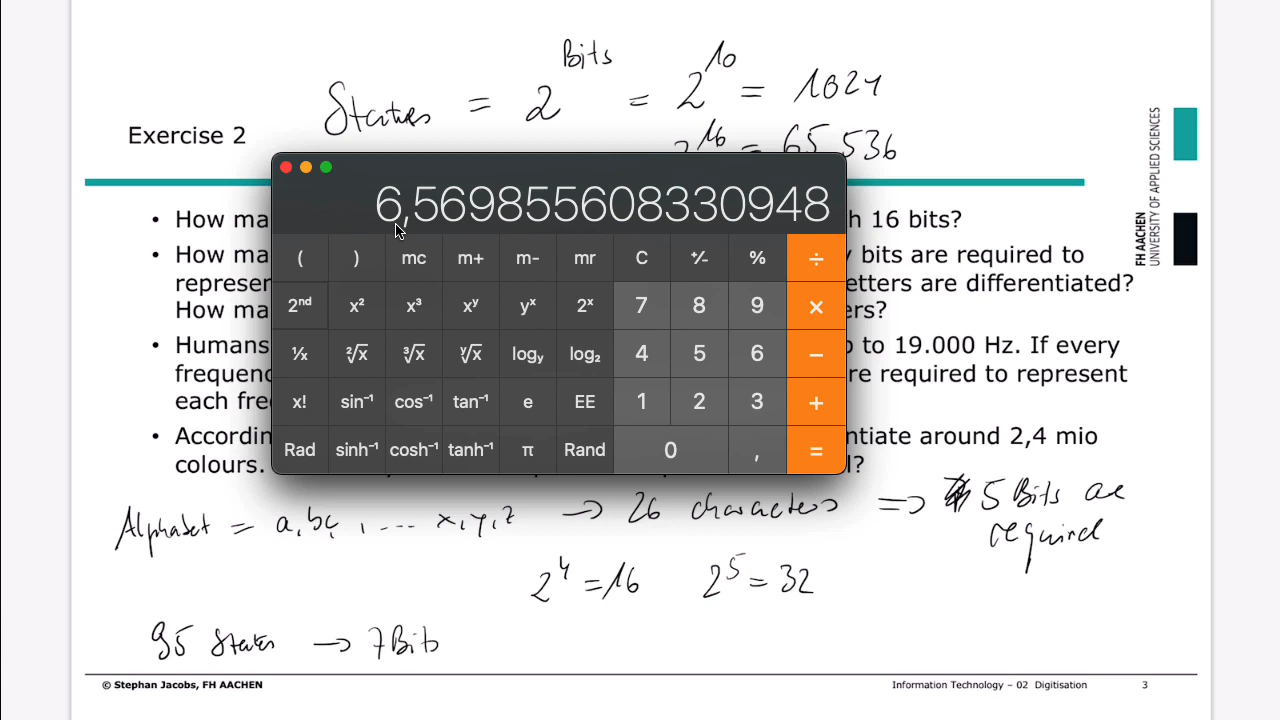 States = 2 Bits = 2 10 = 1024
Exercise 2
2 16 = 65 536
6,569855608330948
( ) mc m+ m- mr C +/- % ÷
2nd x² x³ xʸ yˣ 2ˣ 7 8 9 ×
¹/x ²√x ³√x ʸ√x logᵧ log₂ 4 5 6 −
x! sin⁻¹ cos⁻¹ tan⁻¹ e EE 1 2 3 +
Rad sinh⁻¹ cosh⁻¹ tanh⁻¹ π Rand 0 , =
• How ma h 16 bits?
• How ma y bits are required to
represen etters are differentiated?
How ma ers?
• Humans o to 19.000 Hz. If every
frequenc re required to represent
each fre
• Accordin ntiate around 2,4 mio
colours. l?
Alphabet = a,b,c, .... x,y,z → 26 characters ⇒ 5 Bits are
required
2 4 = 16 2 5 = 32
95 States → 7 Bits
© Stephan Jacobs, FH AACHEN
Information Technology – 02 Digitisation
3
FH AACHEN
UNIVERSITY OF APPLIED SCIENCES